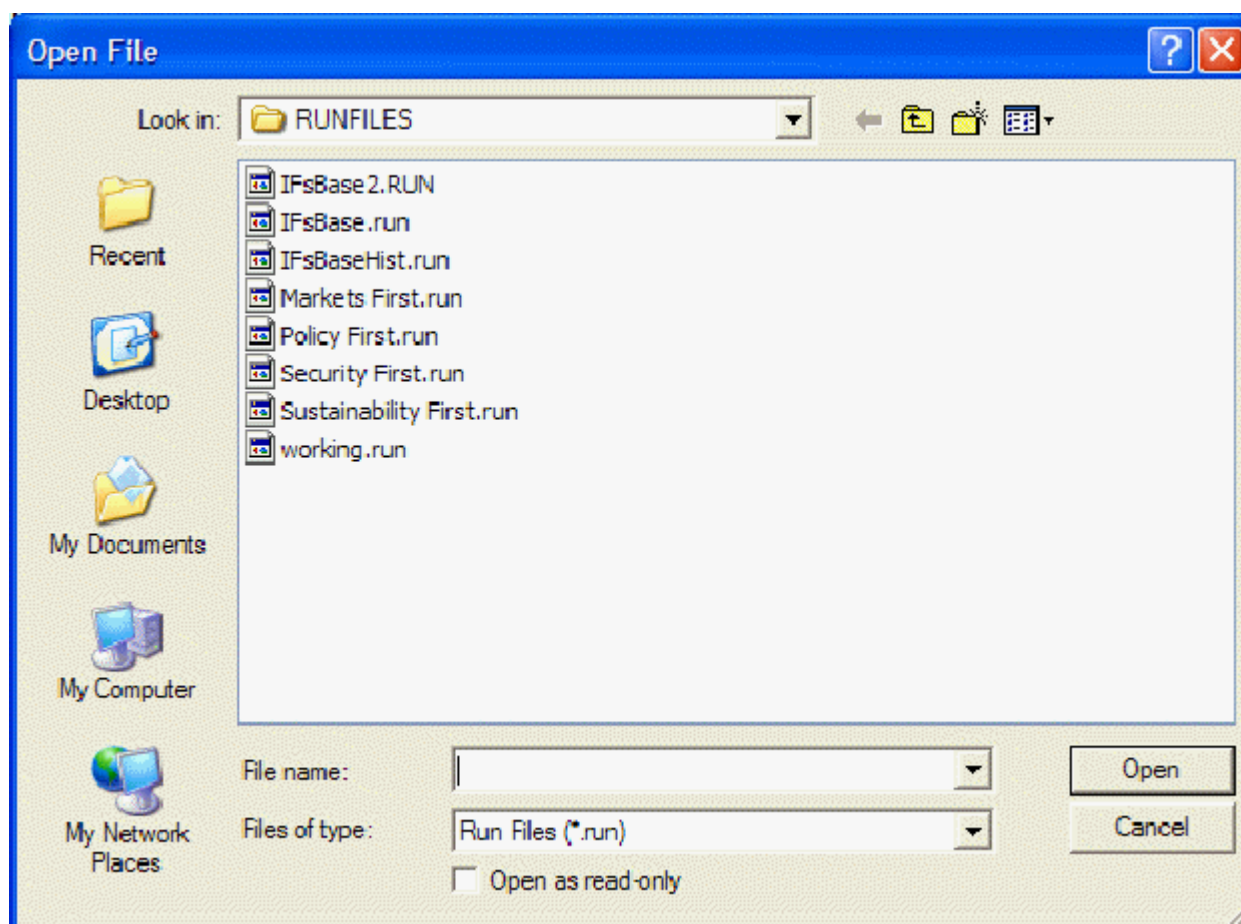 Open File
Look in: RUNFILES
IFsBase2.RUN
IFsBase.run
IFsBaseHist.run
Markets First.run
Policy First.run
Security First.run
Sustainability First.run
working.run
Recent
Desktop
My Documents
My Computer
My Network
Places
File name:
Open
Files of type: Run Files (*.run)
Cancel
Open as read-only